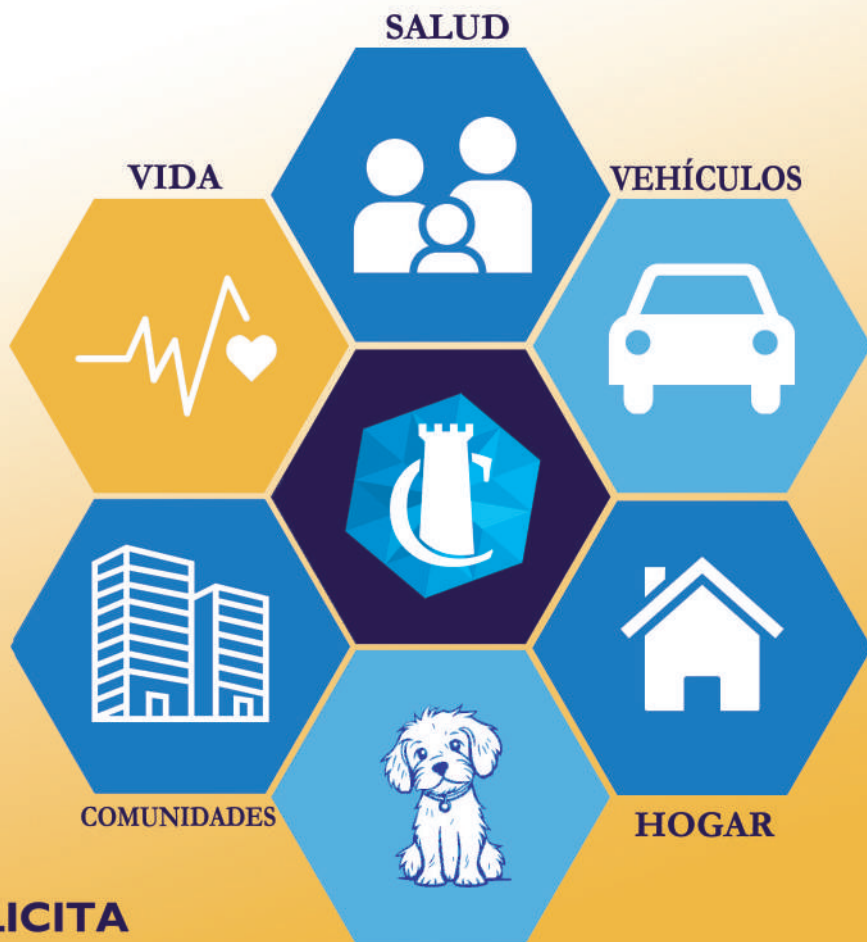 SALUD
VIDA
VEHÍCULOS
COMUNIDADES
HOGAR
LICITA